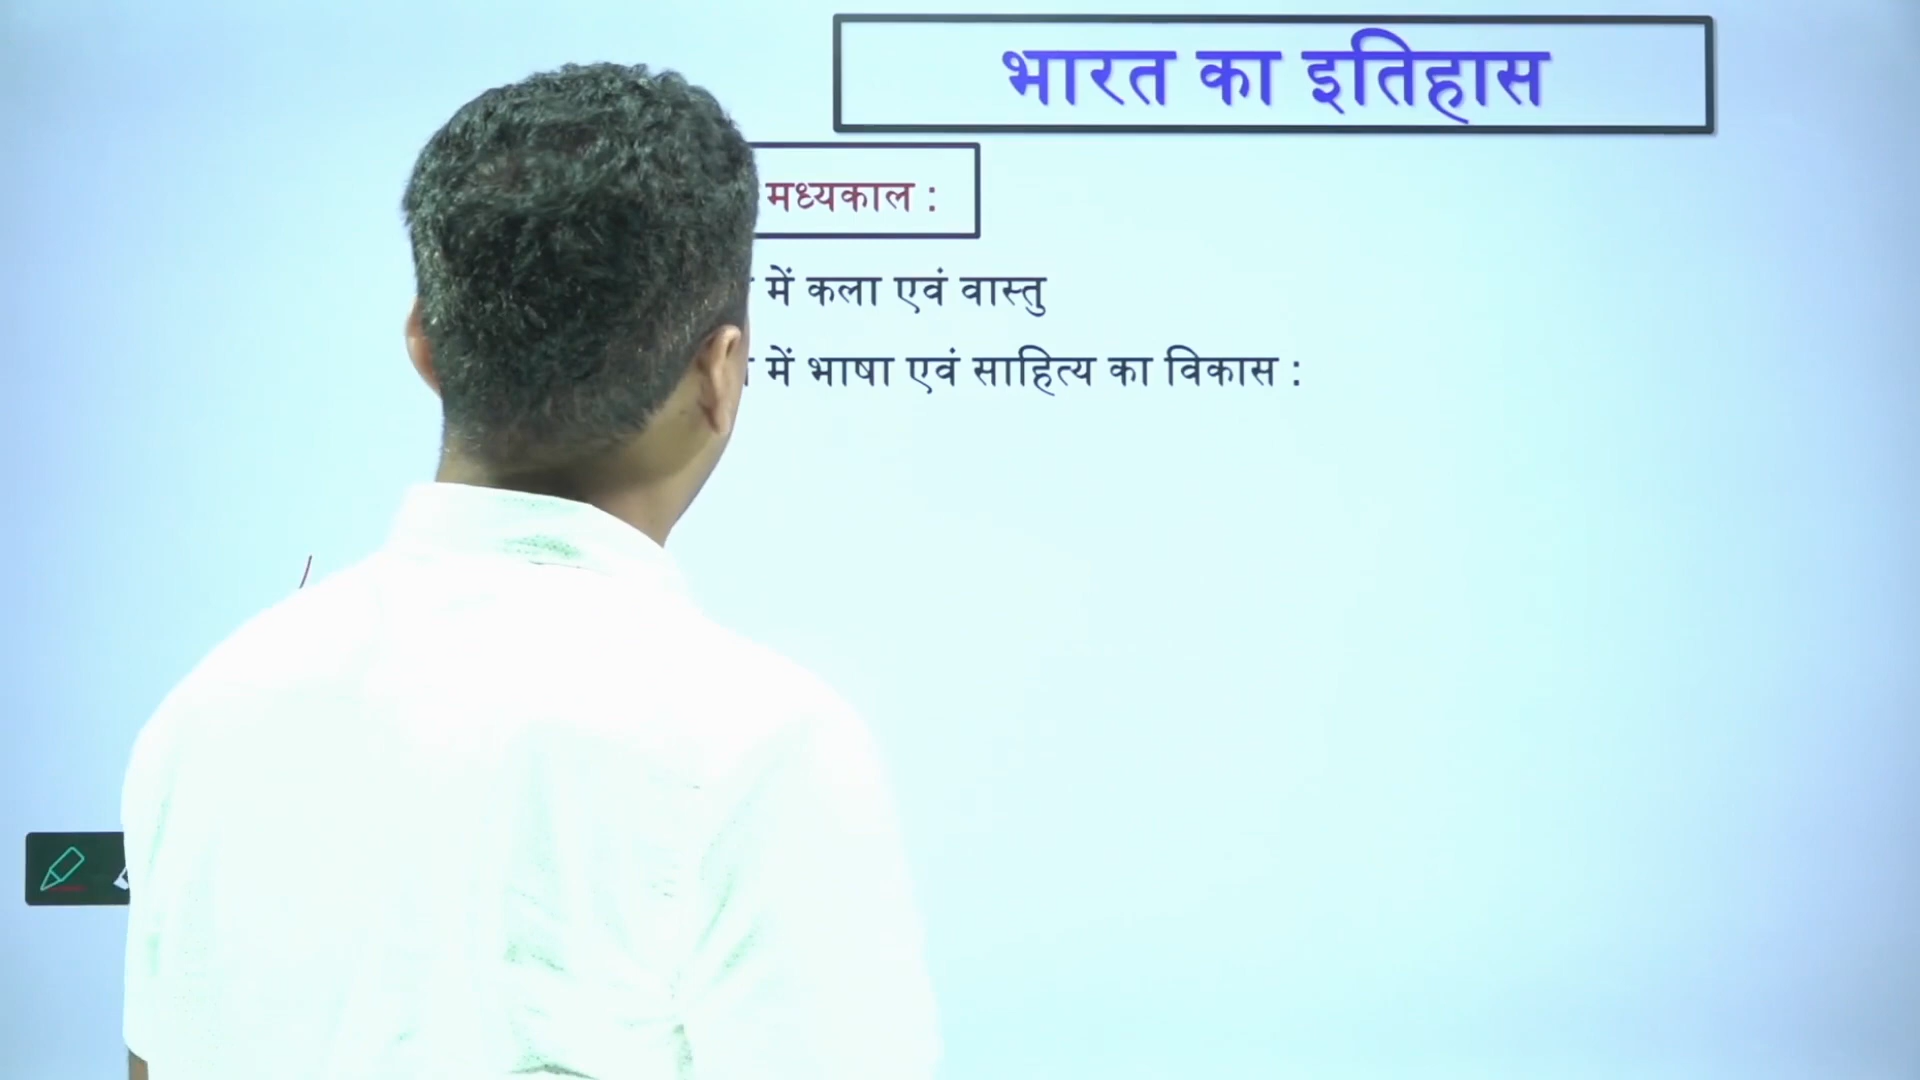 भारत का इतिहास
मध्यकाल :
में कला एवं वास्तु
में भाषा एवं साहित्य का विकास :